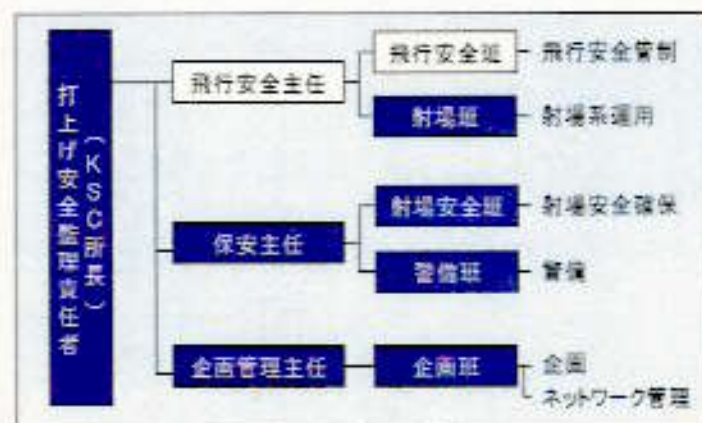 打上げ安全監理責任者
（KSC所長）
飛行安全主任
飛行安全班
飛行安全管制
射場班
射場系運用
保安主任
射場安全班
射場安全確保
警備班
警備
企画管理主任
企画班
企画
ネットワーク管理